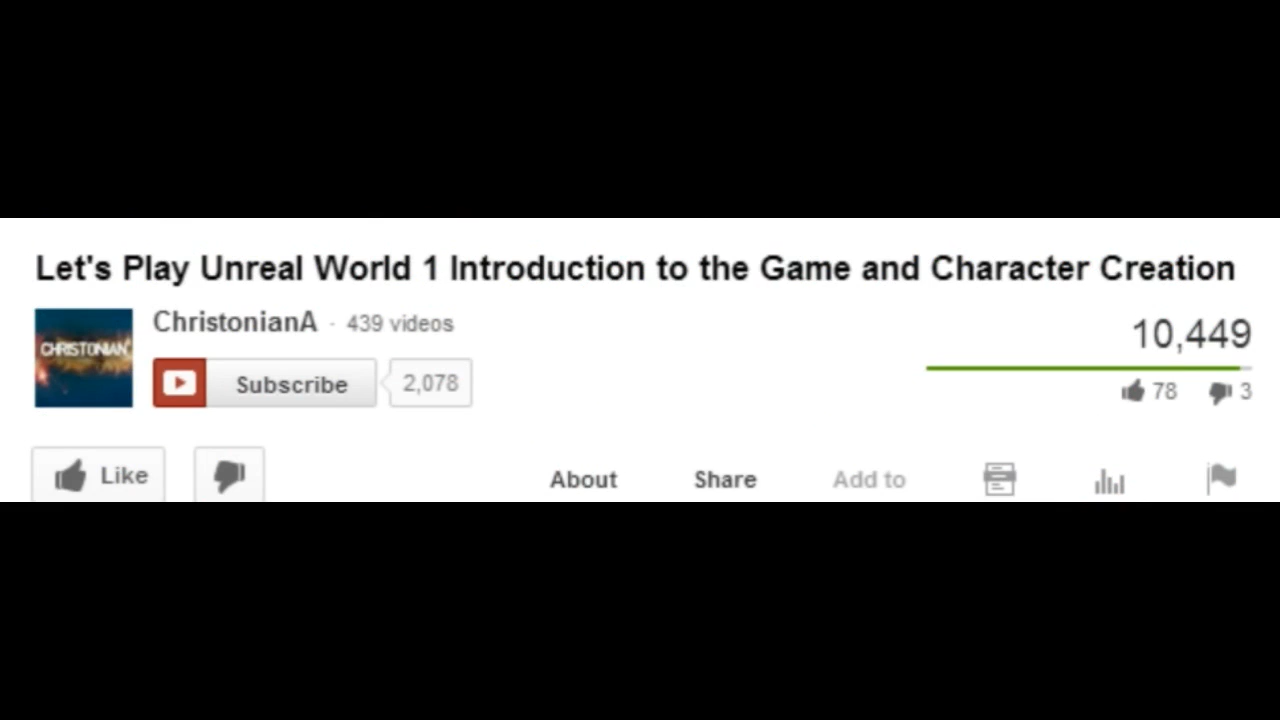 Let's Play Unreal World 1 Introduction to the Game and Character Creation
CHRISTONIAN
ChristonianA · 439 videos
Subscribe 2,078
10,449
78 3
Like
About Share Add to